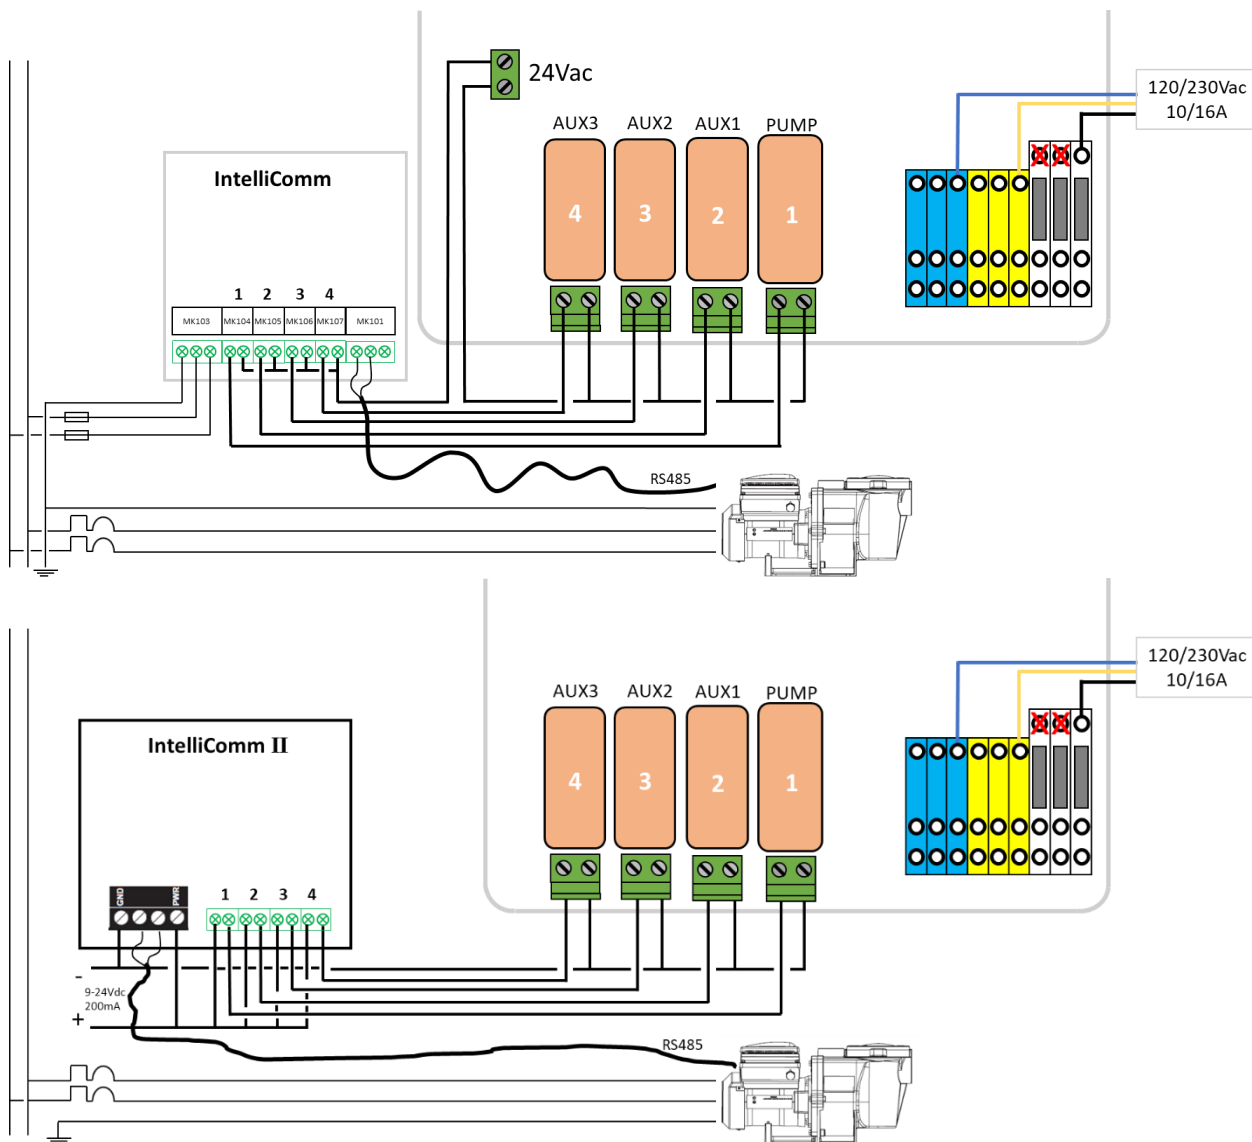 24Vac
120/230Vac
10/16A
AUX3 AUX2 AUX1 PUMP
IntelliComm
4 3 2 1
1 2 3 4
MK103 MK104 MK105 MK106 MK107 MK101
RS485
120/230Vac
10/16A
AUX3 AUX2 AUX1 PUMP
IntelliComm II
4 3 2 1
GND PWR
1 2 3 4
-
9-24Vdc
200mA
+
RS485